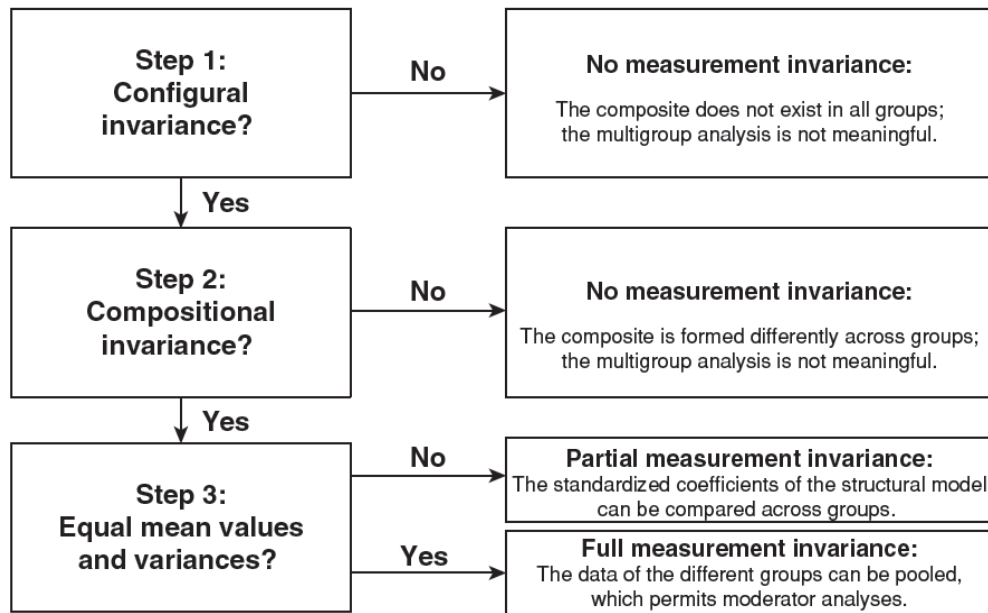 Step 1:
Configural
invariance?
No
No measurement invariance:
The composite does not exist in all groups;
the multigroup analysis is not meaningful.
Yes
Step 2:
Compositional
invariance?
No
No measurement invariance:
The composite is formed differently across groups;
the multigroup analysis is not meaningful.
Yes
Step 3:
Equal mean values
and variances?
No
Partial measurement invariance:
The standardized coefficients of the structural model
can be compared across groups.
Yes
Full measurement invariance:
The data of the different groups can be pooled,
which permits moderator analyses.